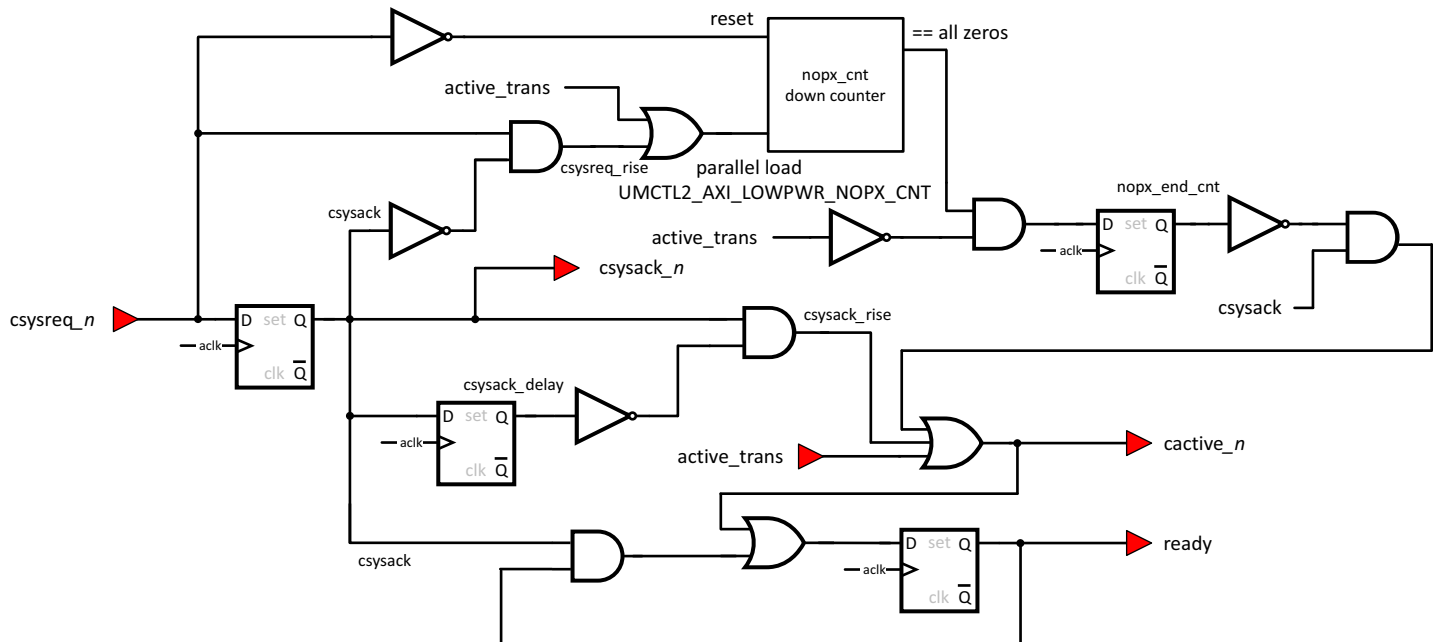 reset
== all zeros
active_trans
nopx_cnt
down counter
csysreq_rise
parallel load
UMCTL2_AXI_LOWPWR_NOPX_CNT
nopx_end_cnt
csysack
active_trans
D set Q
aclk
clk Q
csysack_n
csysack
csysreq_n
D set Q
aclk
clk Q
csysack_rise
csysack_delay
D set Q
aclk
clk Q
active_trans
cactive_n
D set Q
ready
csysack
aclk
clk Q